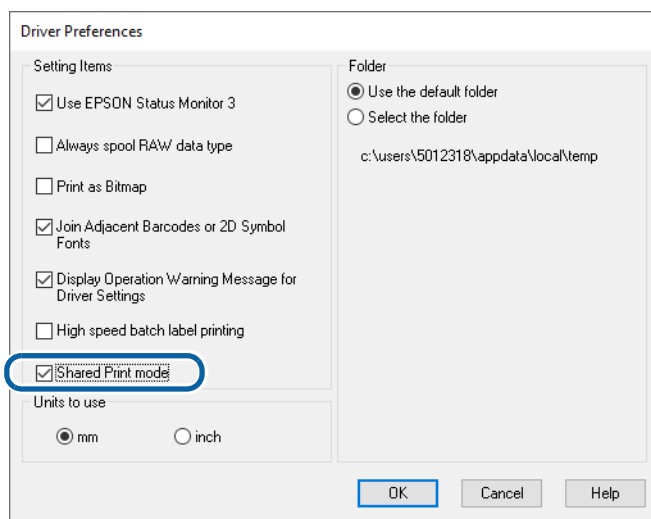 Driver Preferences
Setting Items
Use EPSON Status Monitor 3
Always spool RAW data type
Print as Bitmap
Join Adjacent Barcodes or 2D Symbol
Fonts
Display Operation Warning Message for
Driver Settings
High speed batch label printing
Shared Print mode
Units to use
mm
inch
Folder
Use the default folder
Select the folder
c:\users\5012318\appdata\local\temp
OK
Cancel
Help